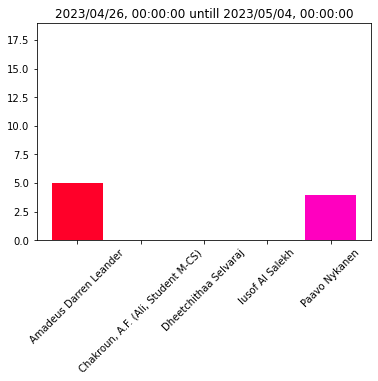 2023/04/26, 00:00:00 untill 2023/05/04, 00:00:00
17.5
15.0
12.5
10.0
7.5
5.0
2.5
0.0
Amadeus Darren Leander
Chakroun, A.F. (Ali, Student M-CS)
Dheetchithaa Selvaraj
Iusof Al Salekh
Paavo Nykanen